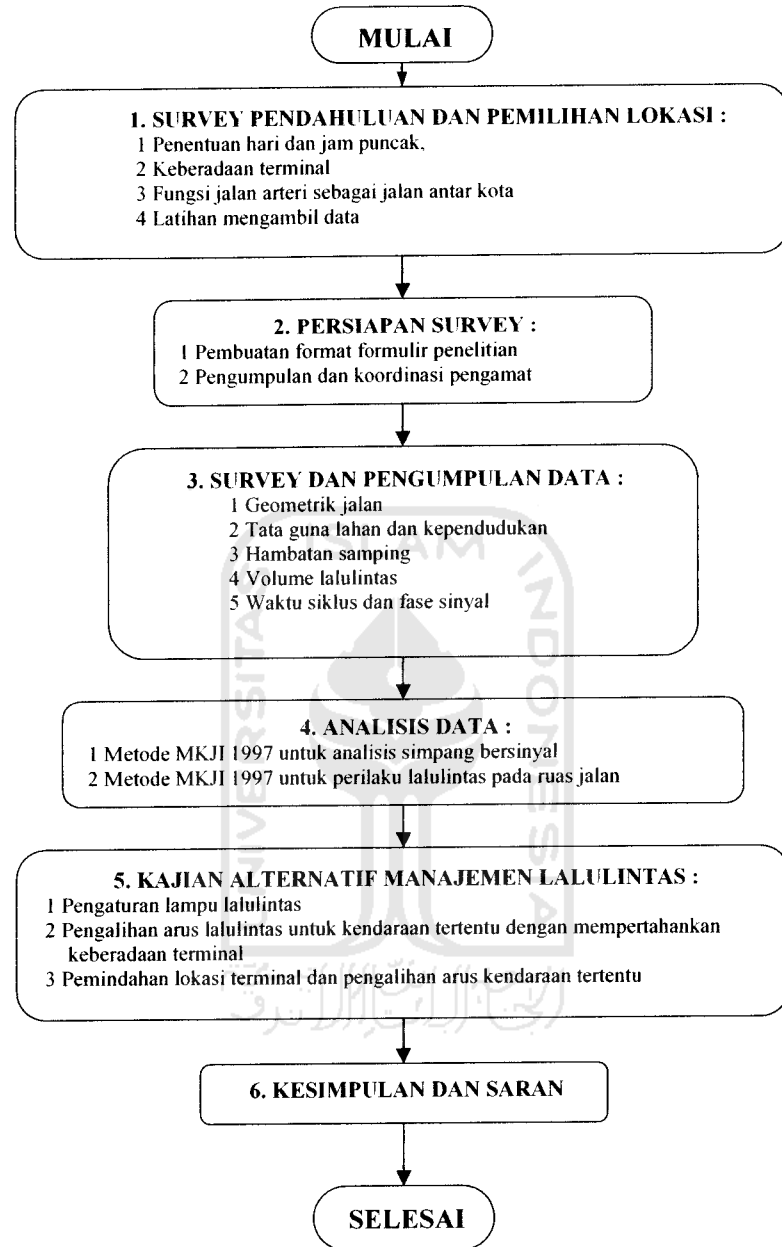 MULAI
1. SURVEY PENDAHULUAN DAN PEMILIHAN LOKASI :
1 Penentuan hari dan jam puncak,
2 Keberadaan terminal
3 Fungsi jalan arteri sebagai jalan antar kota
4 Latihan mengambil data
2. PERSIAPAN SURVEY :
1 Pembuatan format formulir penelitian
2 Pengumpulan dan koordinasi pengamat
3. SURVEY DAN PENGUMPULAN DATA :
1 Geometrik jalan
2 Tata guna lahan dan kependudukan
3 Hambatan samping
4 Volume lalulintas
5 Waktu siklus dan fase sinyal
UNIVERSITAS ISLAM INDONESIA
4. ANALISIS DATA :
1 Metode MKJI 1997 untuk analisis simpang bersinyal
2 Metode MKJI 1997 untuk perilaku lalulintas pada ruas jalan
5. KAJIAN ALTERNATIF MANAJEMEN LALULINTAS :
1 Pengaturan lampu lalulintas
2 Pengalihan arus lalulintas untuk kendaraan tertentu dengan mempertahankan
keberadaan terminal
3 Pemindahan lokasi terminal dan pengalihan arus kendaraan tertentu
6. KESIMPULAN DAN SARAN
SELESAI